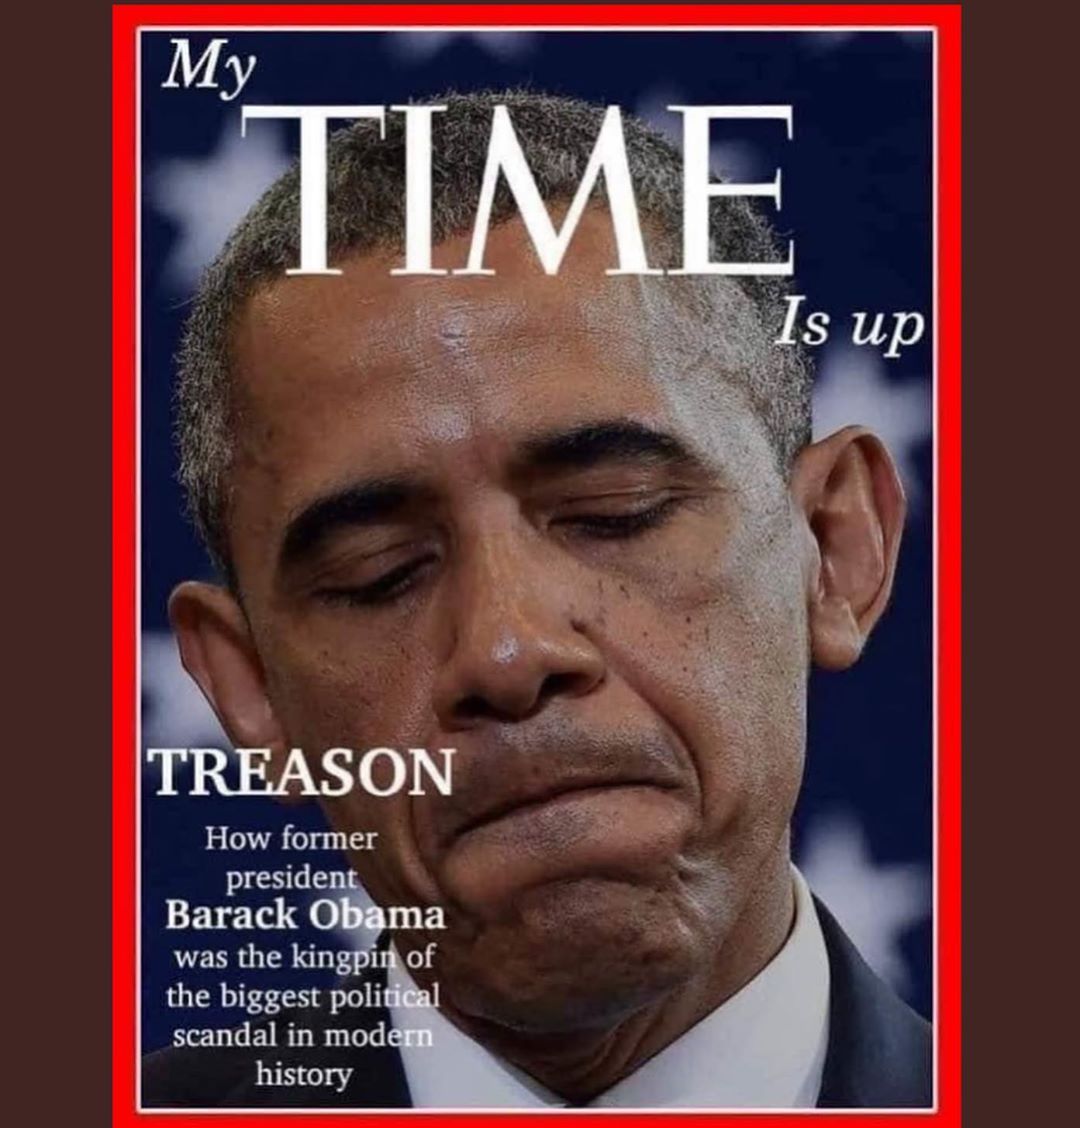 My
TIME
Is up
TREASON
How former
president
Barack Obama
was the kingpin of
the biggest political
scandal in modern
history